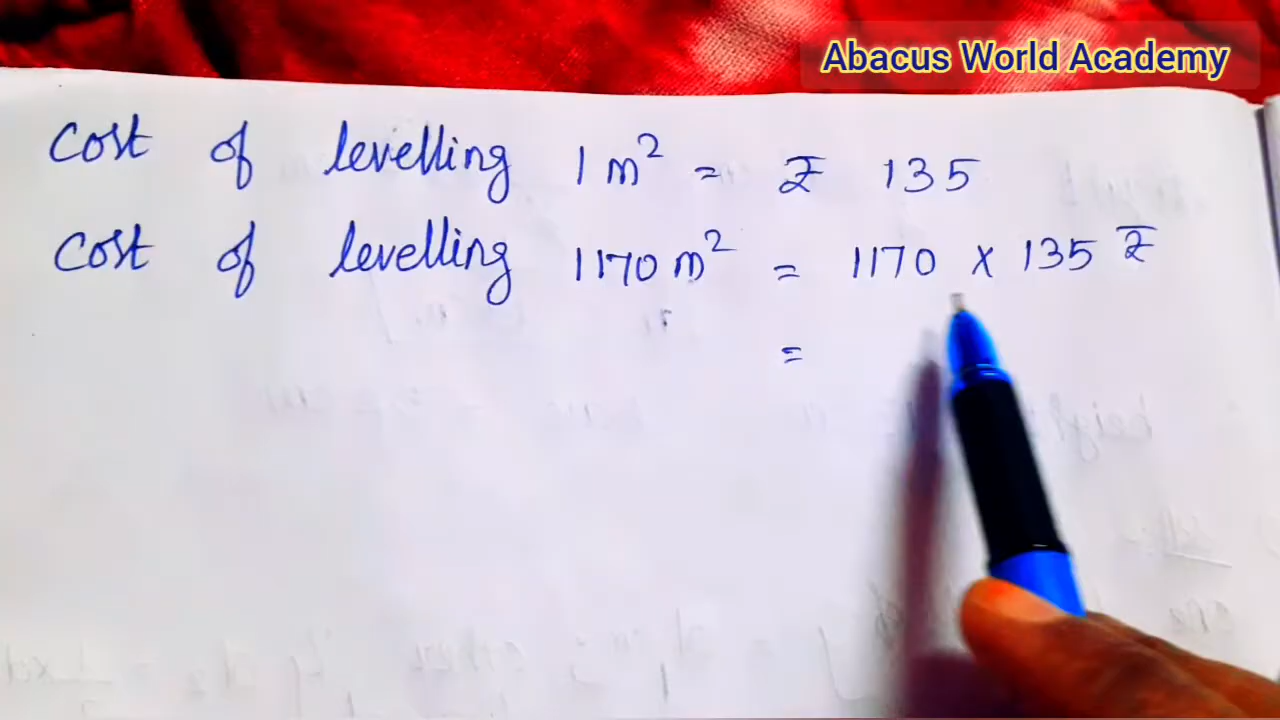 Abacus World Academy
Cost of levelling 1 m² = ₹ 135
Cost of levelling 1170 m² = 1170 x 135 ₹
=